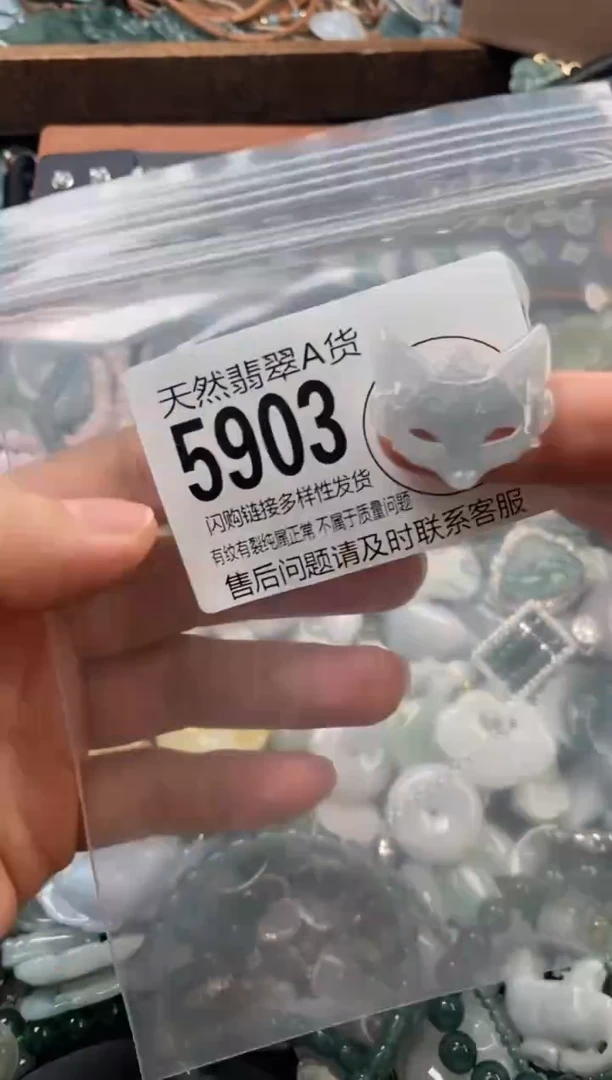 天然翡翠A货
5903
闪购链接多样性发货
有纹有裂纯属正常 不属于质量问题
售后问题请及时联系客服